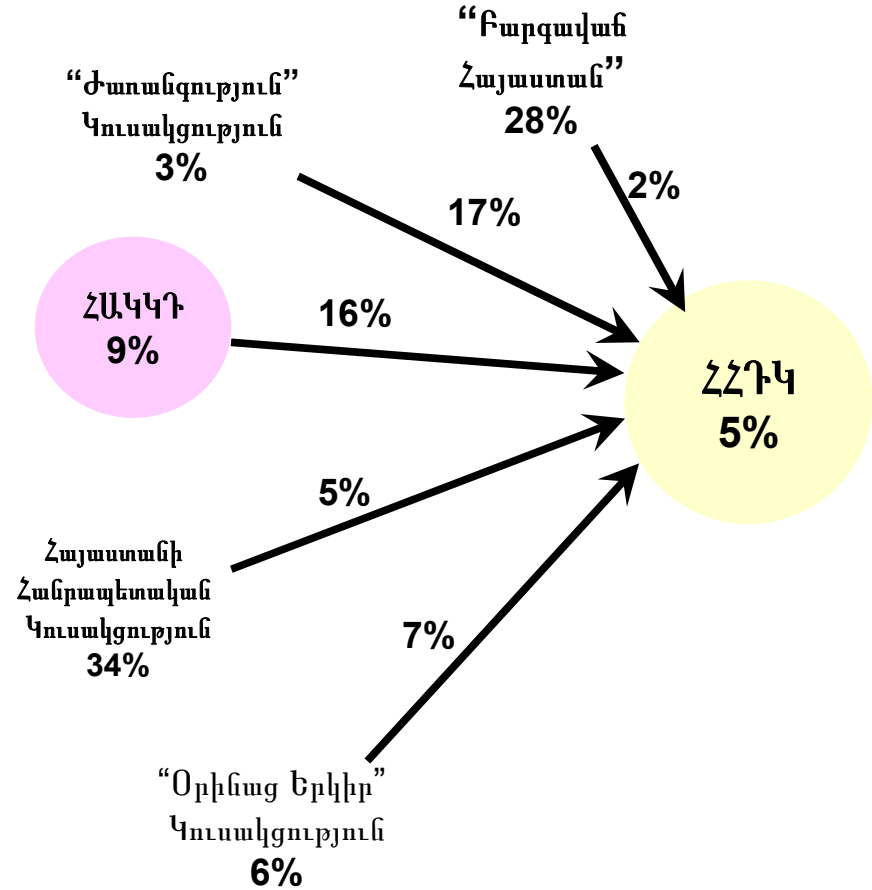 “Բարգավաճ
Հայաստան”
28%
“Ժառանգություն”
Կուսակցություն
3%
2%
17%
ՀԱԿԿԴ
9%
16%
ՀՀԴԿ
5%
5%
Հայաստանի
Հանրապետական
Կուսակցություն
34%
7%
“Օրինաց Երկիր”
Կուսակցություն
6%